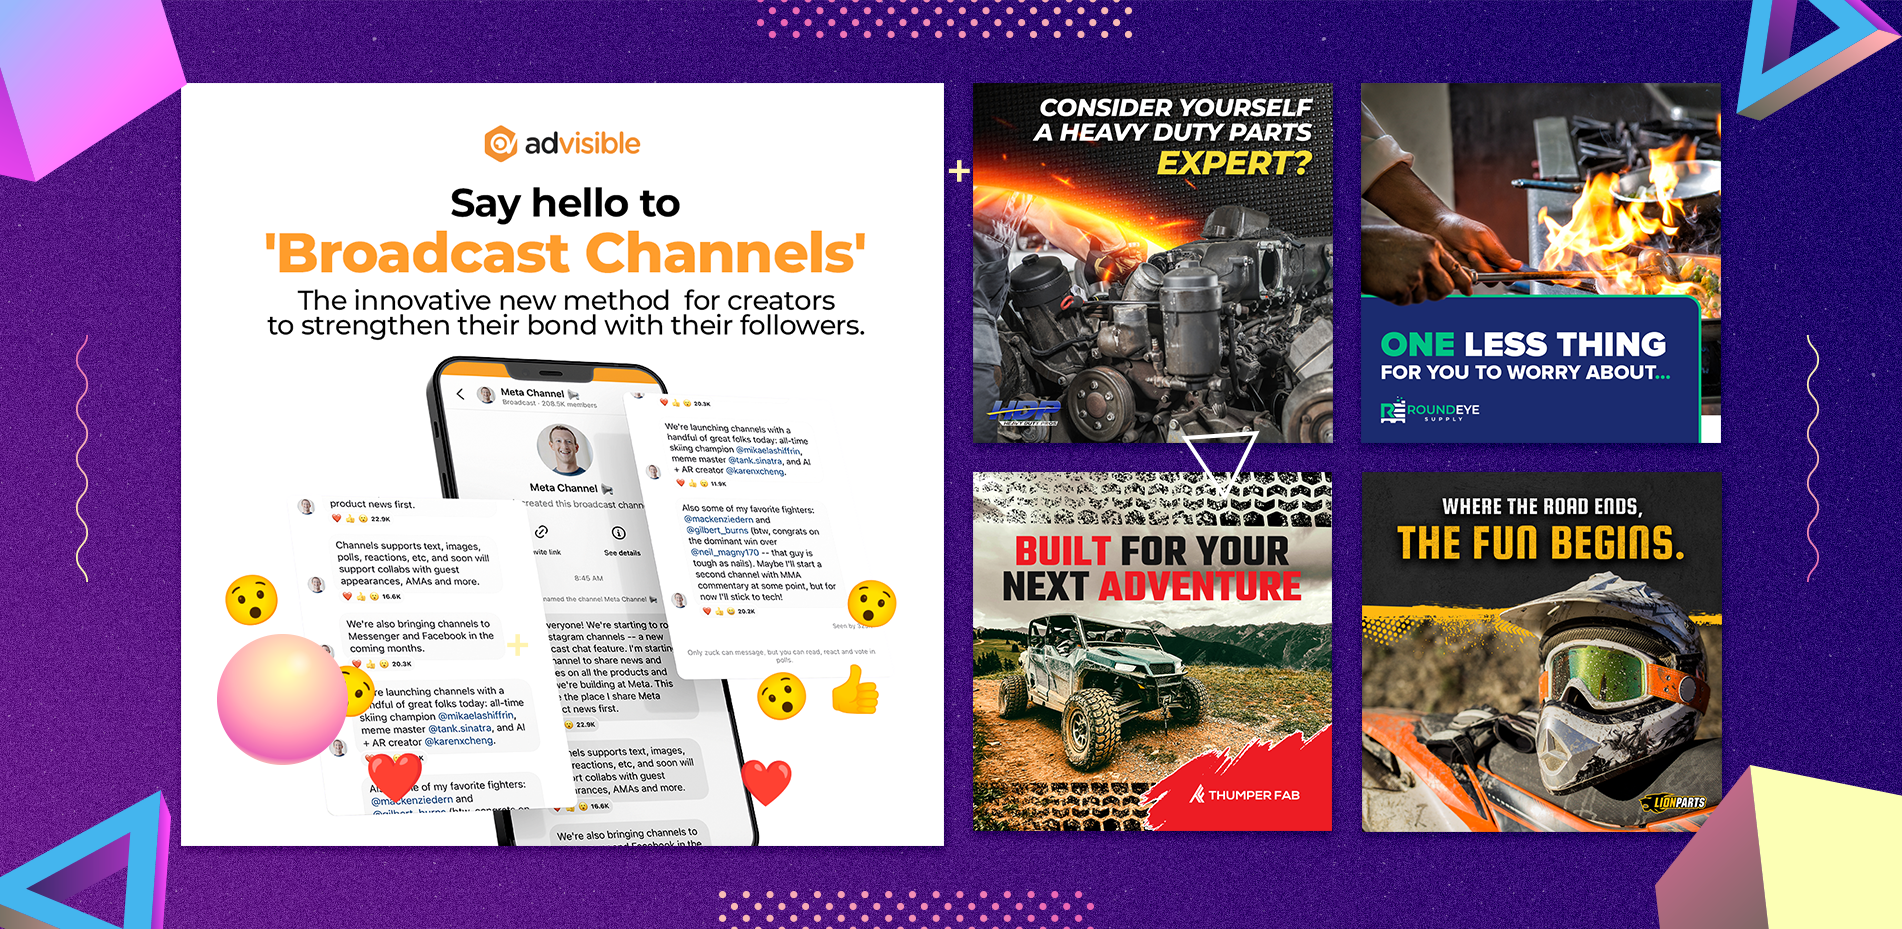 advisible
Say hello to
'Broadcast Channels'
The innovative new method for creators
to strengthen their bond with their followers.
Meta Channel
Broadcast · 208.5K members
Meta Channel
created this broadcast chann
See details
8:45 AM
named the channel Meta Channel
veryone! We're starting to ro
stagram channels -- a new
cast chat feature. I'm startin
hannel to share news and
es on all the products and
we're building at Meta. This
the place I share Meta
ct news first.
22.9K
els supports text, images,
reactions, etc, and soon will
rt collabs with guest
rances, AMAs and more.
16.6K
We're also bringing channels to
and Facebook in the
product news first.
22.9K
Channels supports text, images,
polls, reactions, etc, and soon will
support collabs with guest
appearances, AMAs and more.
16.6K
We're also bringing channels to
Messenger and Facebook in the
coming months.
20.3K
re launching channels with a
ndful of great folks today: all-time
skiing champion @mikaelashiffrin,
meme master @tank.sinatra, and AI
+ AR creator @karenxcheng.
of my favorite fighters:
@mackenziedern and
20.3K
We're launching channels with a
handful of great folks today: all-time
skiing champion @mikaelashiffrin,
meme master @tank.sinatra, and AI
+ AR creator @karenxcheng.
11.9K
Also some of my favorite fighters:
@mackenziedern and
@gilbert_burns (btw, congrats on
the dominant win over
@neil_magny170 -- that guy is
tough as nails). Maybe I'll start a
second channel with MMA
commentary at some point, but for
now I'll stick to tech!
20.2K
Seen by
Only zuck can message, but you can read, react and vote in
polls.
CONSIDER YOURSELF
A HEAVY DUTY PARTS
EXPERT?
HDP
HEAVY DUTY PROS
ONE LESS THING
FOR YOU TO WORRY ABOUT...
ROUNDEYE
SUPPLY
BUILT FOR YOUR
NEXT ADVENTURE
THUMPER FAB
WHERE THE ROAD ENDS,
THE FUN BEGINS.
LIONPARTS